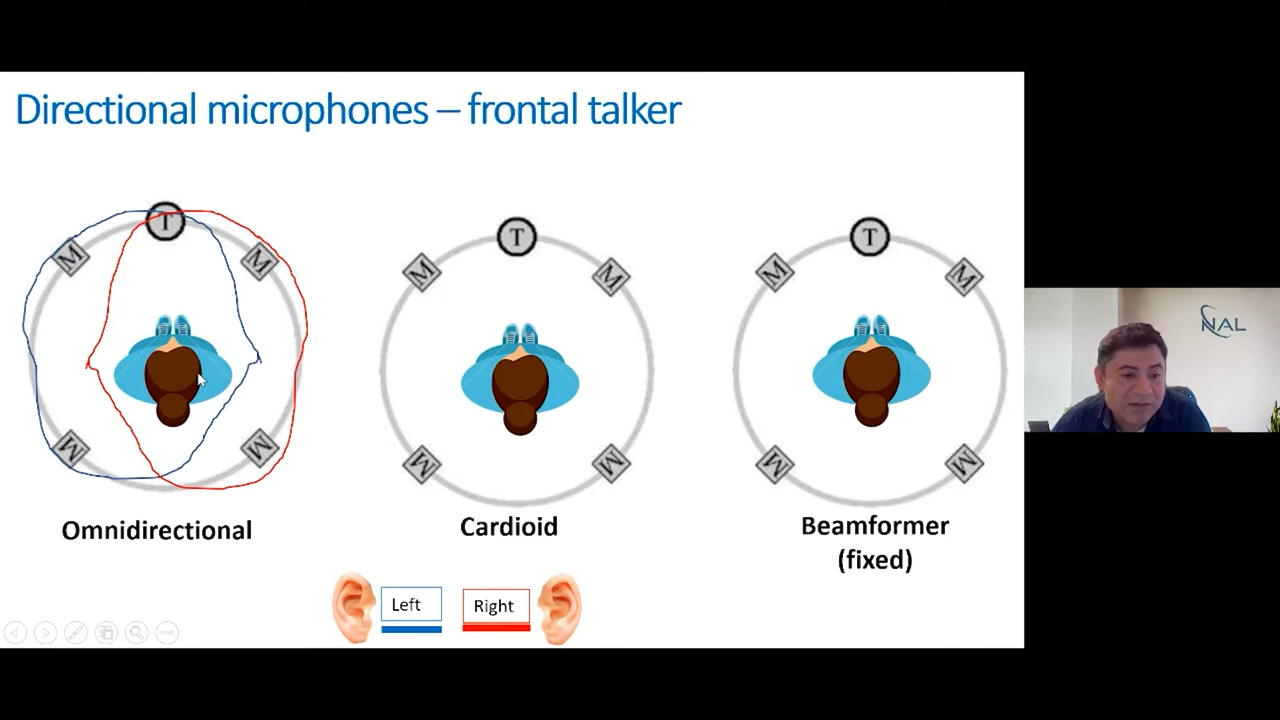 Directional microphones – frontal talker
T
M
M
M
M
T
M
M
M
M
T
M
M
M
M
Omnidirectional
Cardioid
Beamformer
(fixed)
Left
Right
NAL